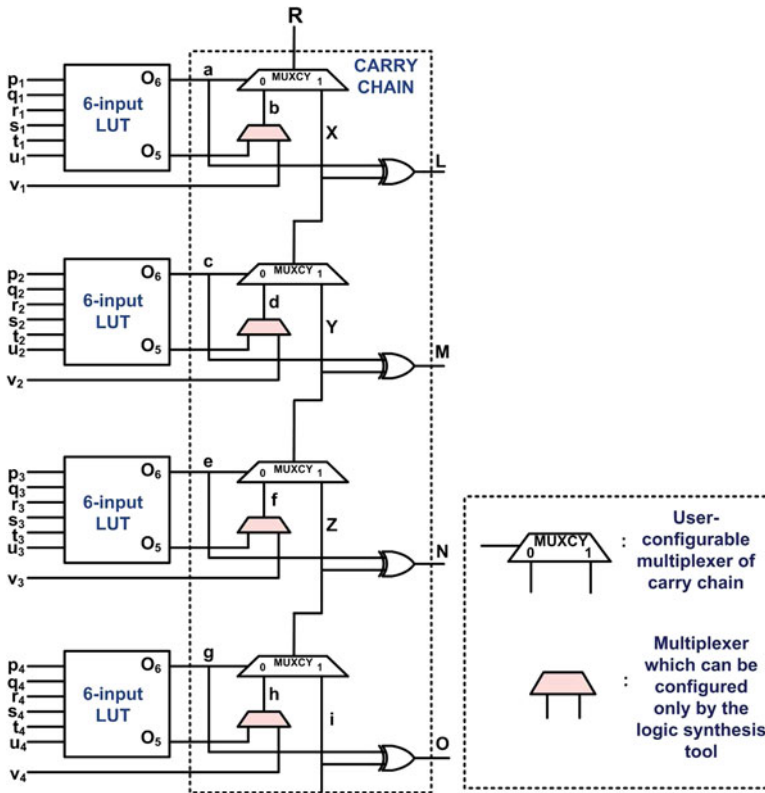 R
CARRY
CHAIN
p₁
q₁
r₁
s₁
t₁
u₁
v₁
6-input
LUT
O₆
O₅
a
0 MUXCY 1
b
X
L
p₂
q₂
r₂
s₂
t₂
u₂
v₂
6-input
LUT
O₆
O₅
c
0 MUXCY 1
d
Y
M
p₃
q₃
r₃
s₃
t₃
u₃
v₃
6-input
LUT
O₆
O₅
e
0 MUXCY 1
f
Z
N
p₄
q₄
r₄
s₄
t₄
u₄
v₄
6-input
LUT
O₆
O₅
g
0 MUXCY 1
h
i
O
MUXCY
0 1
:
User-
configurable
multiplexer of
carry chain
:
Multiplexer
which can be
configured
only by the
logic synthesis
tool